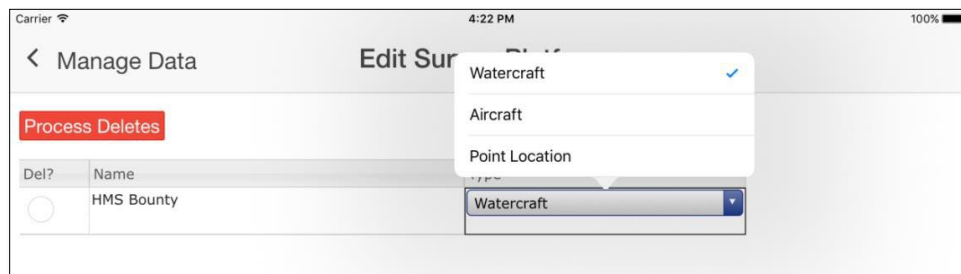 Carrier 4:22 PM 100%
Manage Data Edit Sur
Watercraft
Aircraft
Process Deletes
Point Location
Del? Name
HMS Bounty Watercraft